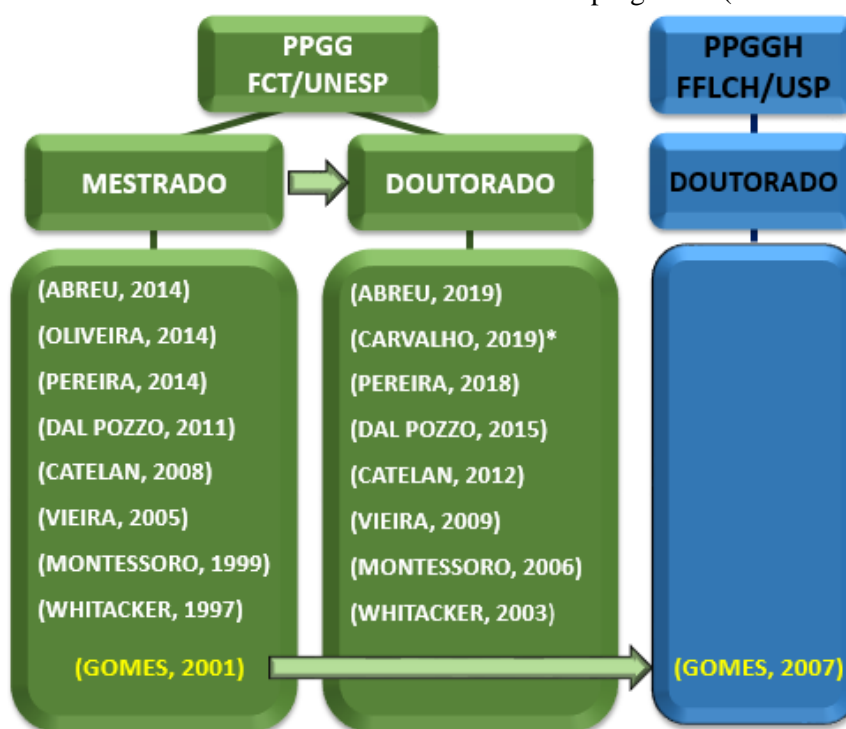 PPGG
FCT/UNESP
MESTRADO
DOUTORADO
(ABREU, 2014)
(OLIVEIRA, 2014)
(PEREIRA, 2014)
(DAL POZZO, 2011)
(CATELAN, 2008)
(VIEIRA, 2005)
(MONTESSORO, 1999)
(WHITACKER, 1997)
(GOMES, 2001)
(ABREU, 2019)
(CARVALHO, 2019)*
(PEREIRA, 2018)
(DAL POZZO, 2015)
(CATELAN, 2012)
(VIEIRA, 2009)
(MONTESSORO, 2006)
(WHITACKER, 2003)
PPGGH
FFLCH/USP
DOUTORADO
(GOMES, 2007)